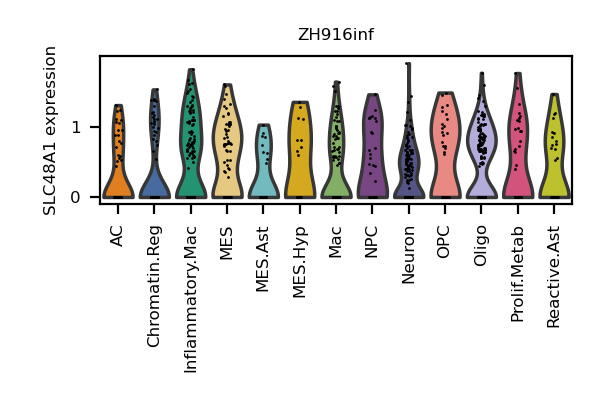 ZH916inf
SLC48A1 expression
1
0
AC
Chromatin.Reg
Inflammatory.Mac
MES
MES.Ast
MES.Hyp
Mac
NPC
Neuron
OPC
Oligo
Prolif.Metab
Reactive.Ast